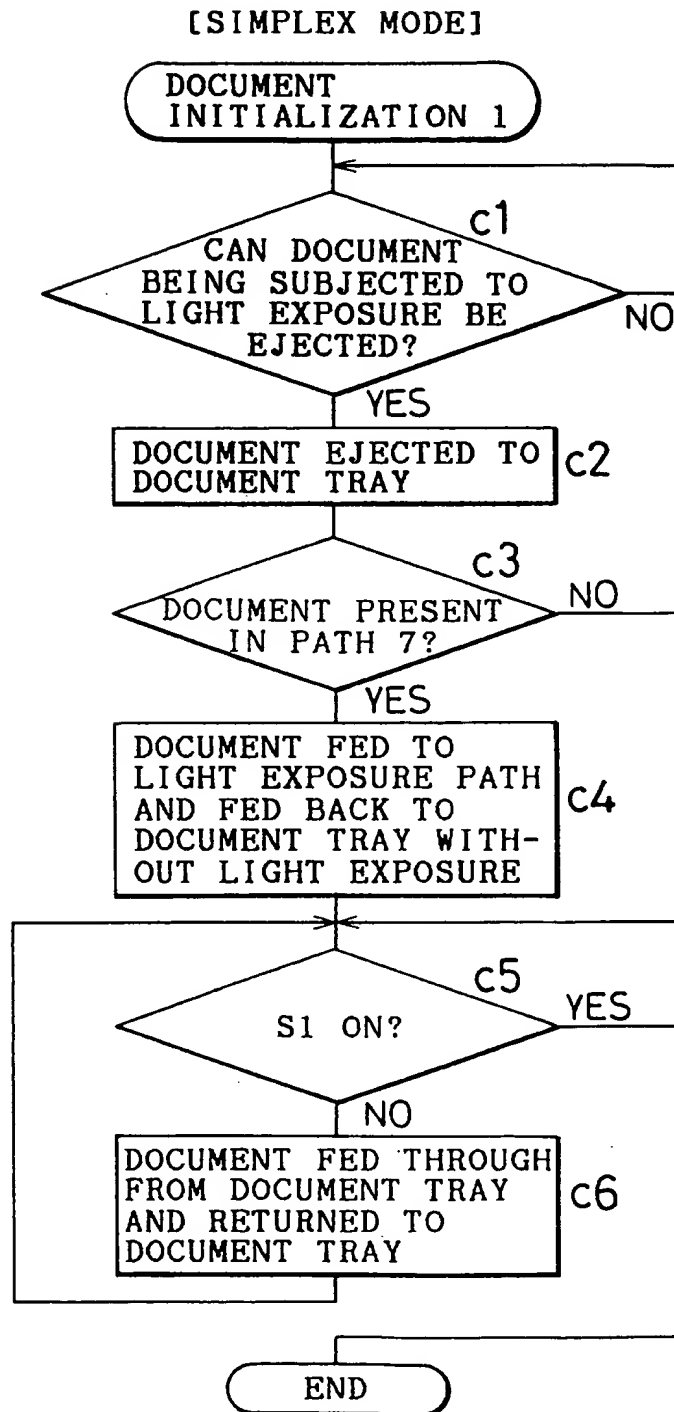 [SIMPLEX MODE]
DOCUMENT
INITIALIZATION 1
c1
CAN DOCUMENT
BEING SUBJECTED TO
LIGHT EXPOSURE BE
EJECTED?
NO
YES
DOCUMENT EJECTED TO
DOCUMENT TRAY
c2
c3
DOCUMENT PRESENT
IN PATH 7?
NO
YES
DOCUMENT FED TO
LIGHT EXPOSURE PATH
AND FED BACK TO
DOCUMENT TRAY WITH-
OUT LIGHT EXPOSURE
c4
c5
S1 ON?
YES
NO
DOCUMENT FED THROUGH
FROM DOCUMENT TRAY
AND RETURNED TO
DOCUMENT TRAY
c6
END